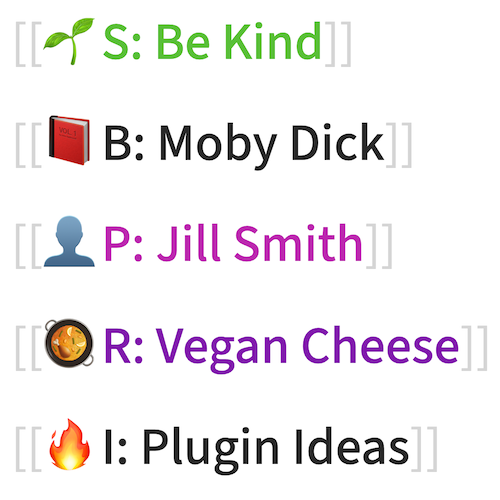 [[🌱 S: Be Kind]]
[[📕 B: Moby Dick]]
[[👤 P: Jill Smith]]
[[🥘 R: Vegan Cheese]]
[[🔥 I: Plugin Ideas]]